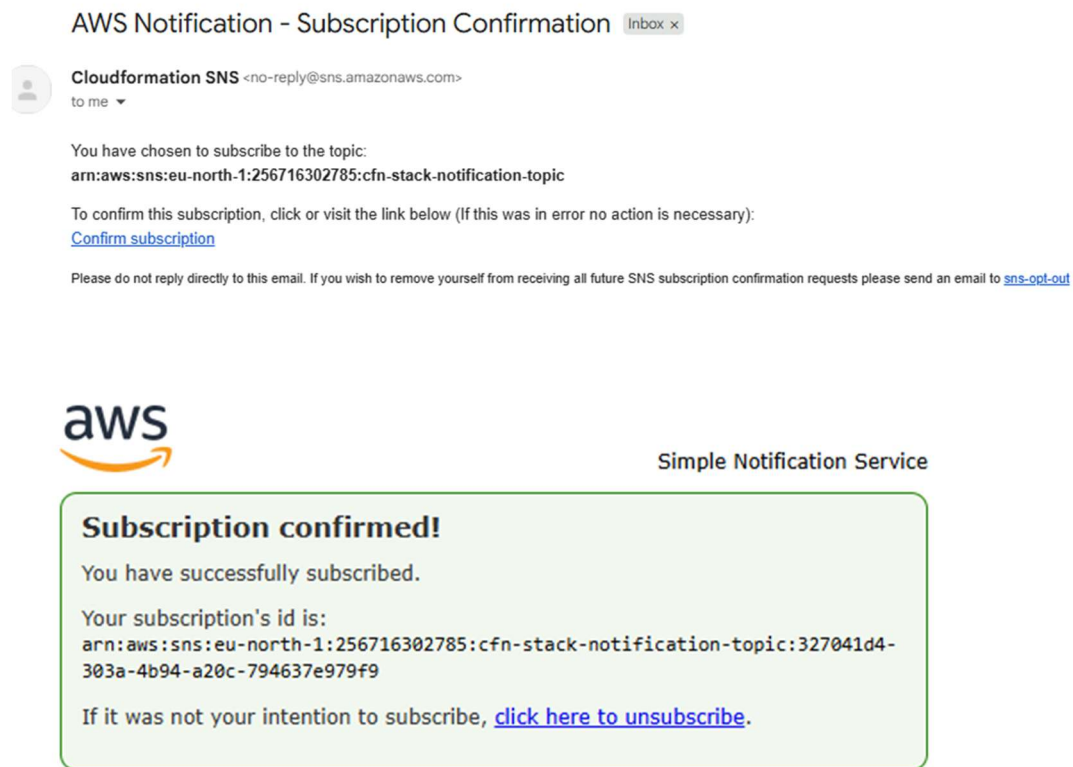 AWS Notification - Subscription Confirmation Inbox ×
Cloudformation SNS <no-reply@sns.amazonaws.com>
to me
You have chosen to subscribe to the topic:
arn:aws:sns:eu-north-1:256716302785:cfn-stack-notification-topic
To confirm this subscription, click or visit the link below (If this was in error no action is necessary):
Confirm subscription
Please do not reply directly to this email. If you wish to remove yourself from receiving all future SNS subscription confirmation requests please send an email to sns-opt-out
aws
Simple Notification Service
Subscription confirmed!
You have successfully subscribed.
Your subscription's id is:
arn:aws:sns:eu-north-1:256716302785:cfn-stack-notification-topic:327041d4-
303a-4b94-a20c-794637e979f9
If it was not your intention to subscribe, click here to unsubscribe.